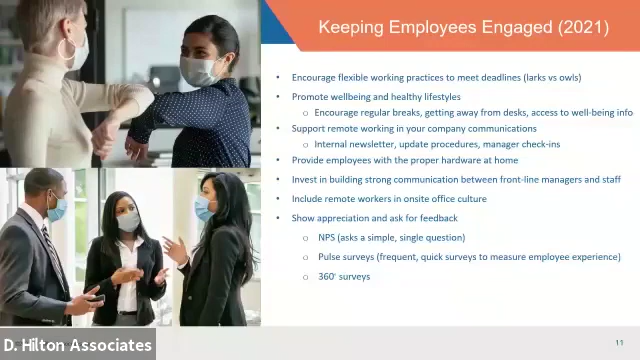 Keeping Employees Engaged (2021)
• Encourage flexible working practices to meet deadlines (larks vs owls)
• Promote wellbeing and healthy lifestyles
o Encourage regular breaks, getting away from desks, access to well-being info
• Support remote working in your company communications
o Internal newsletter, update procedures, manager check-ins
• Provide employees with the proper hardware at home
• Invest in building strong communication between front-line managers and staff
• Include remote workers in onsite office culture
• Show appreciation and ask for feedback
o NPS (asks a simple, single question)
o Pulse surveys (frequent, quick surveys to measure employee experience)
o 360° surveys
D. Hilton Associates
11